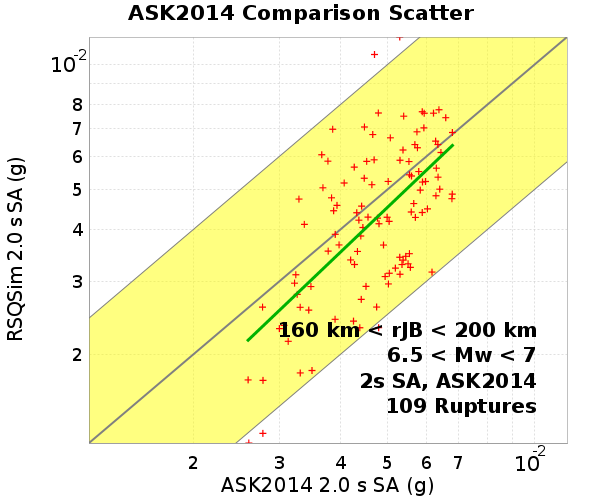 ASK2014 Comparison Scatter
10-2
8
7
6
5
4
3
2
RSQSim 2.0 s SA (g)
160 km < rJB < 200 km
6.5 < Mw < 7
2s SA, ASK2014
109 Ruptures
2 3 4 5 6 7 10-2
ASK2014 2.0 s SA (g)